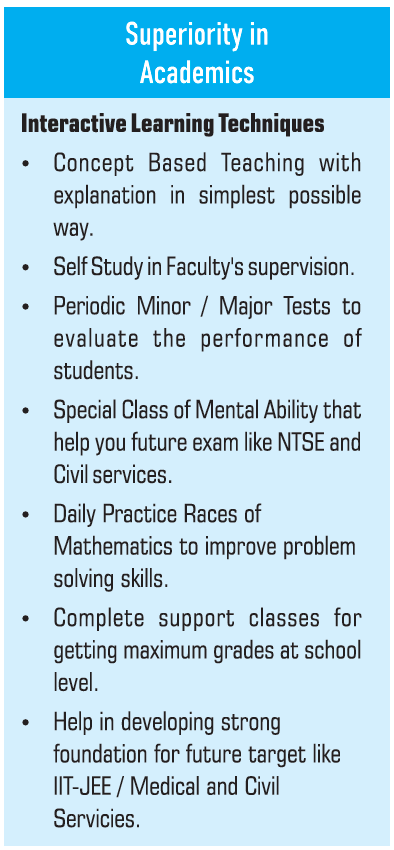 Superiority in
Academics
Interactive Learning Techniques
• Concept Based Teaching with
explanation in simplest possible
way.
• Self Study in Faculty's supervision.
• Periodic Minor / Major Tests to
evaluate the performance of
students.
• Special Class of Mental Ability that
help you future exam like NTSE and
Civil services.
• Daily Practice Races of
Mathematics to improve problem
solving skills.
• Complete support classes for
getting maximum grades at school
level.
• Help in developing strong
foundation for future target like
IIT-JEE / Medical and Civil
Servicies.